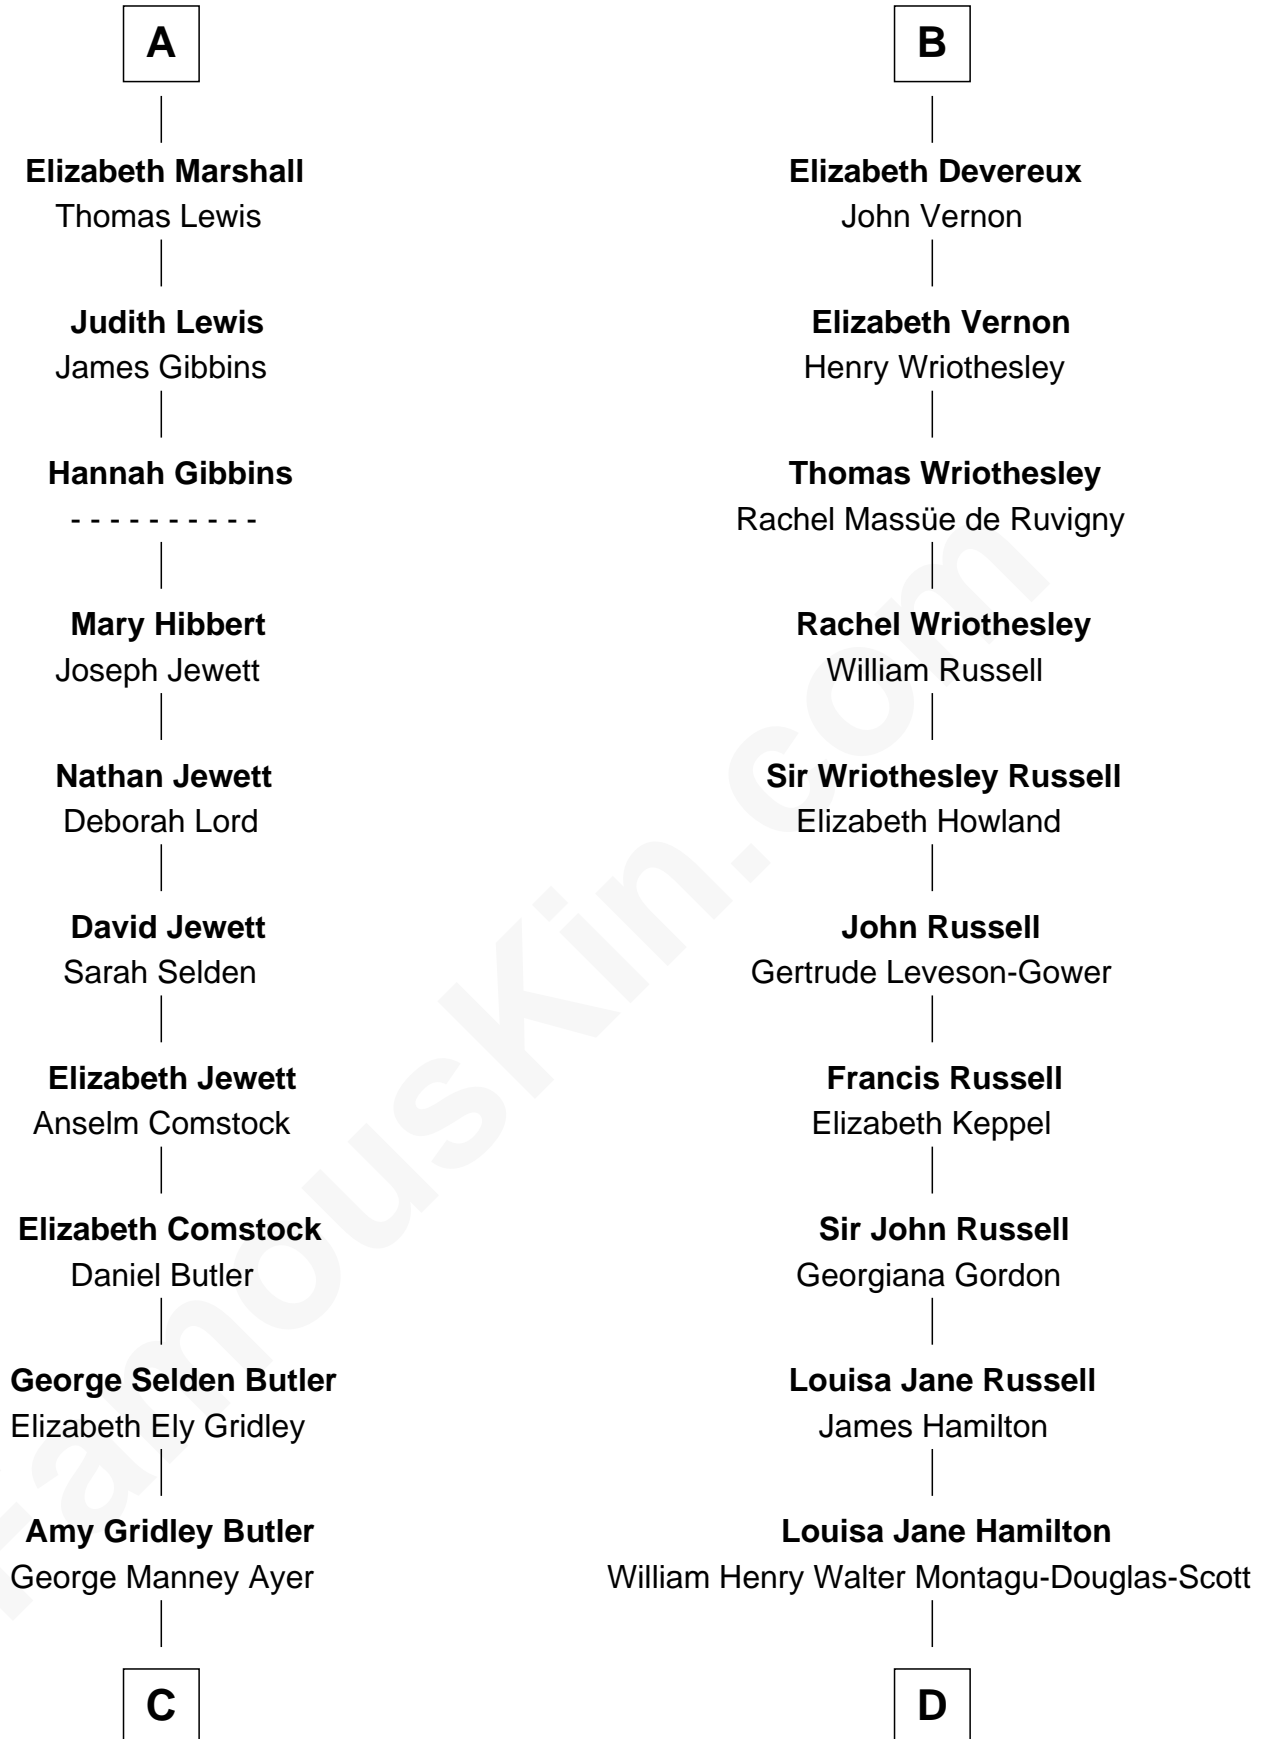 A
Elizabeth Marshall
Thomas Lewis
Judith Lewis
James Gibbins
Hannah Gibbins
- - - - - - - - - -
Mary Hibbert
Joseph Jewett
Nathan Jewett
Deborah Lord
David Jewett
Sarah Selden
Elizabeth Jewett
Anselm Comstock
Elizabeth Comstock
Daniel Butler
George Selden Butler
Elizabeth Ely Gridley
Amy Gridley Butler
George Manney Ayer
C
B
Elizabeth Devereux
John Vernon
Elizabeth Vernon
Henry Wriothesley
Thomas Wriothesley
Rachel Massüe de Ruvigny
Rachel Wriothesley
William Russell
Sir Wriothesley Russell
Elizabeth Howland
John Russell
Gertrude Leveson-Gower
Francis Russell
Elizabeth Keppel
Sir John Russell
Georgiana Gordon
Louisa Jane Russell
James Hamilton
Louisa Jane Hamilton
William Henry Walter Montagu-Douglas-Scott
D
FamousKin.com